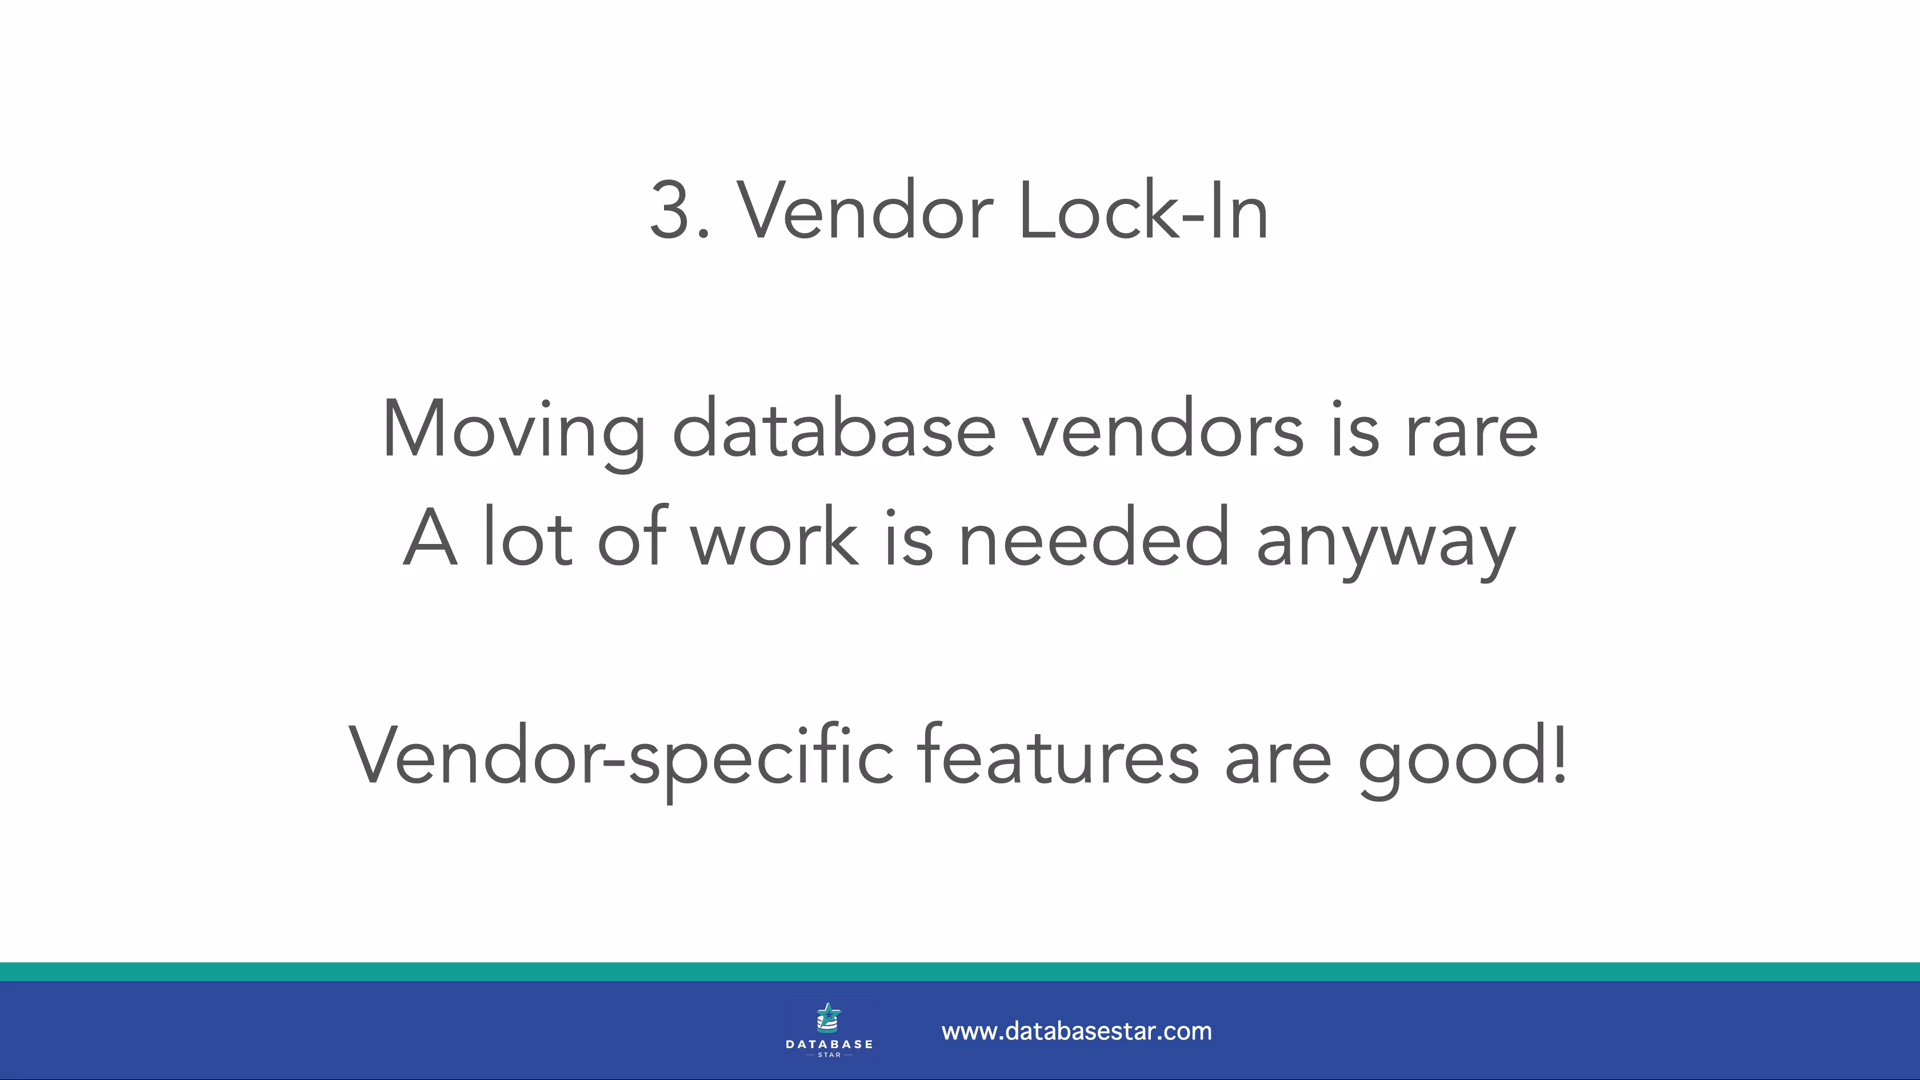 3. Vendor Lock-In
Moving database vendors is rare
A lot of work is needed anyway
Vendor-specific features are good!
DATABASE
STAR
www.databasestar.com